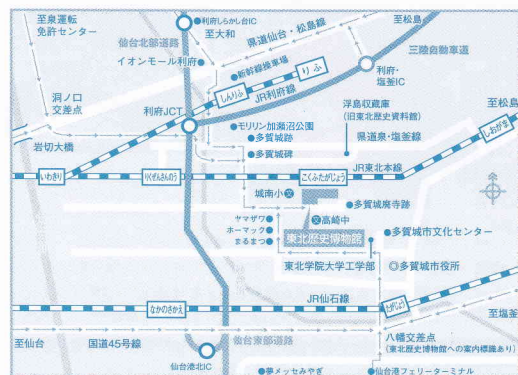 至泉運転
免許センター
仙台北部道路
利府しらかし台IC
至大和
イオンモール利府
県道仙台・松島線
至松島
三陸自動車道
新幹線操車場
りふ
しんりふ
JR利府線
利府・
塩釜IC
洞ノ口
交差点
利府JCT
岩切大橋
モリリン加瀬沼公園
多賀城跡
多賀城碑
浮島収蔵庫
(旧東北歴史資料館)
県道泉・塩釜線
至松島
しおがま
いわきり
りくぜんさんのう
こくふたがじょう
JR東北本線
城南小
文
多賀城廃寺跡
ヤマザワ
ホーマック
まるまつ
文
高崎中
東北歴史博物館
多賀城市文化センター
東北学院大学工学部
多賀城市役所
JR仙石線
なかのさかえ
たがじょう
至塩釜
至仙台
国道45号線
仙台東部道路
八幡交差点
(東北歴史博物館への案内標識あり)
仙台港北IC
夢メッセみやぎ
仙台港フェリーターミナル